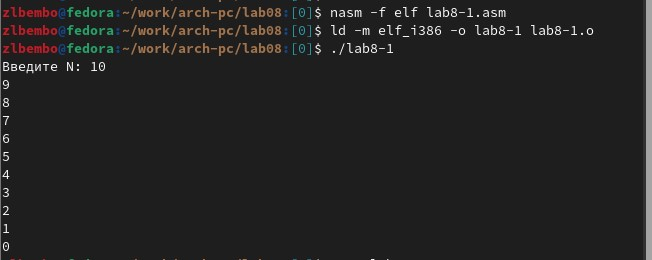 zlbembo@fedora:~/work/arch-pc/lab08:[0]$ nasm -f elf lab8-1.asm
zlbembo@fedora:~/work/arch-pc/lab08:[0]$ ld -m elf_i386 -o lab8-1 lab8-1.o
zlbembo@fedora:~/work/arch-pc/lab08:[0]$ ./lab8-1
Введите N: 10
9
8
7
6
5
4
3
2
1
0